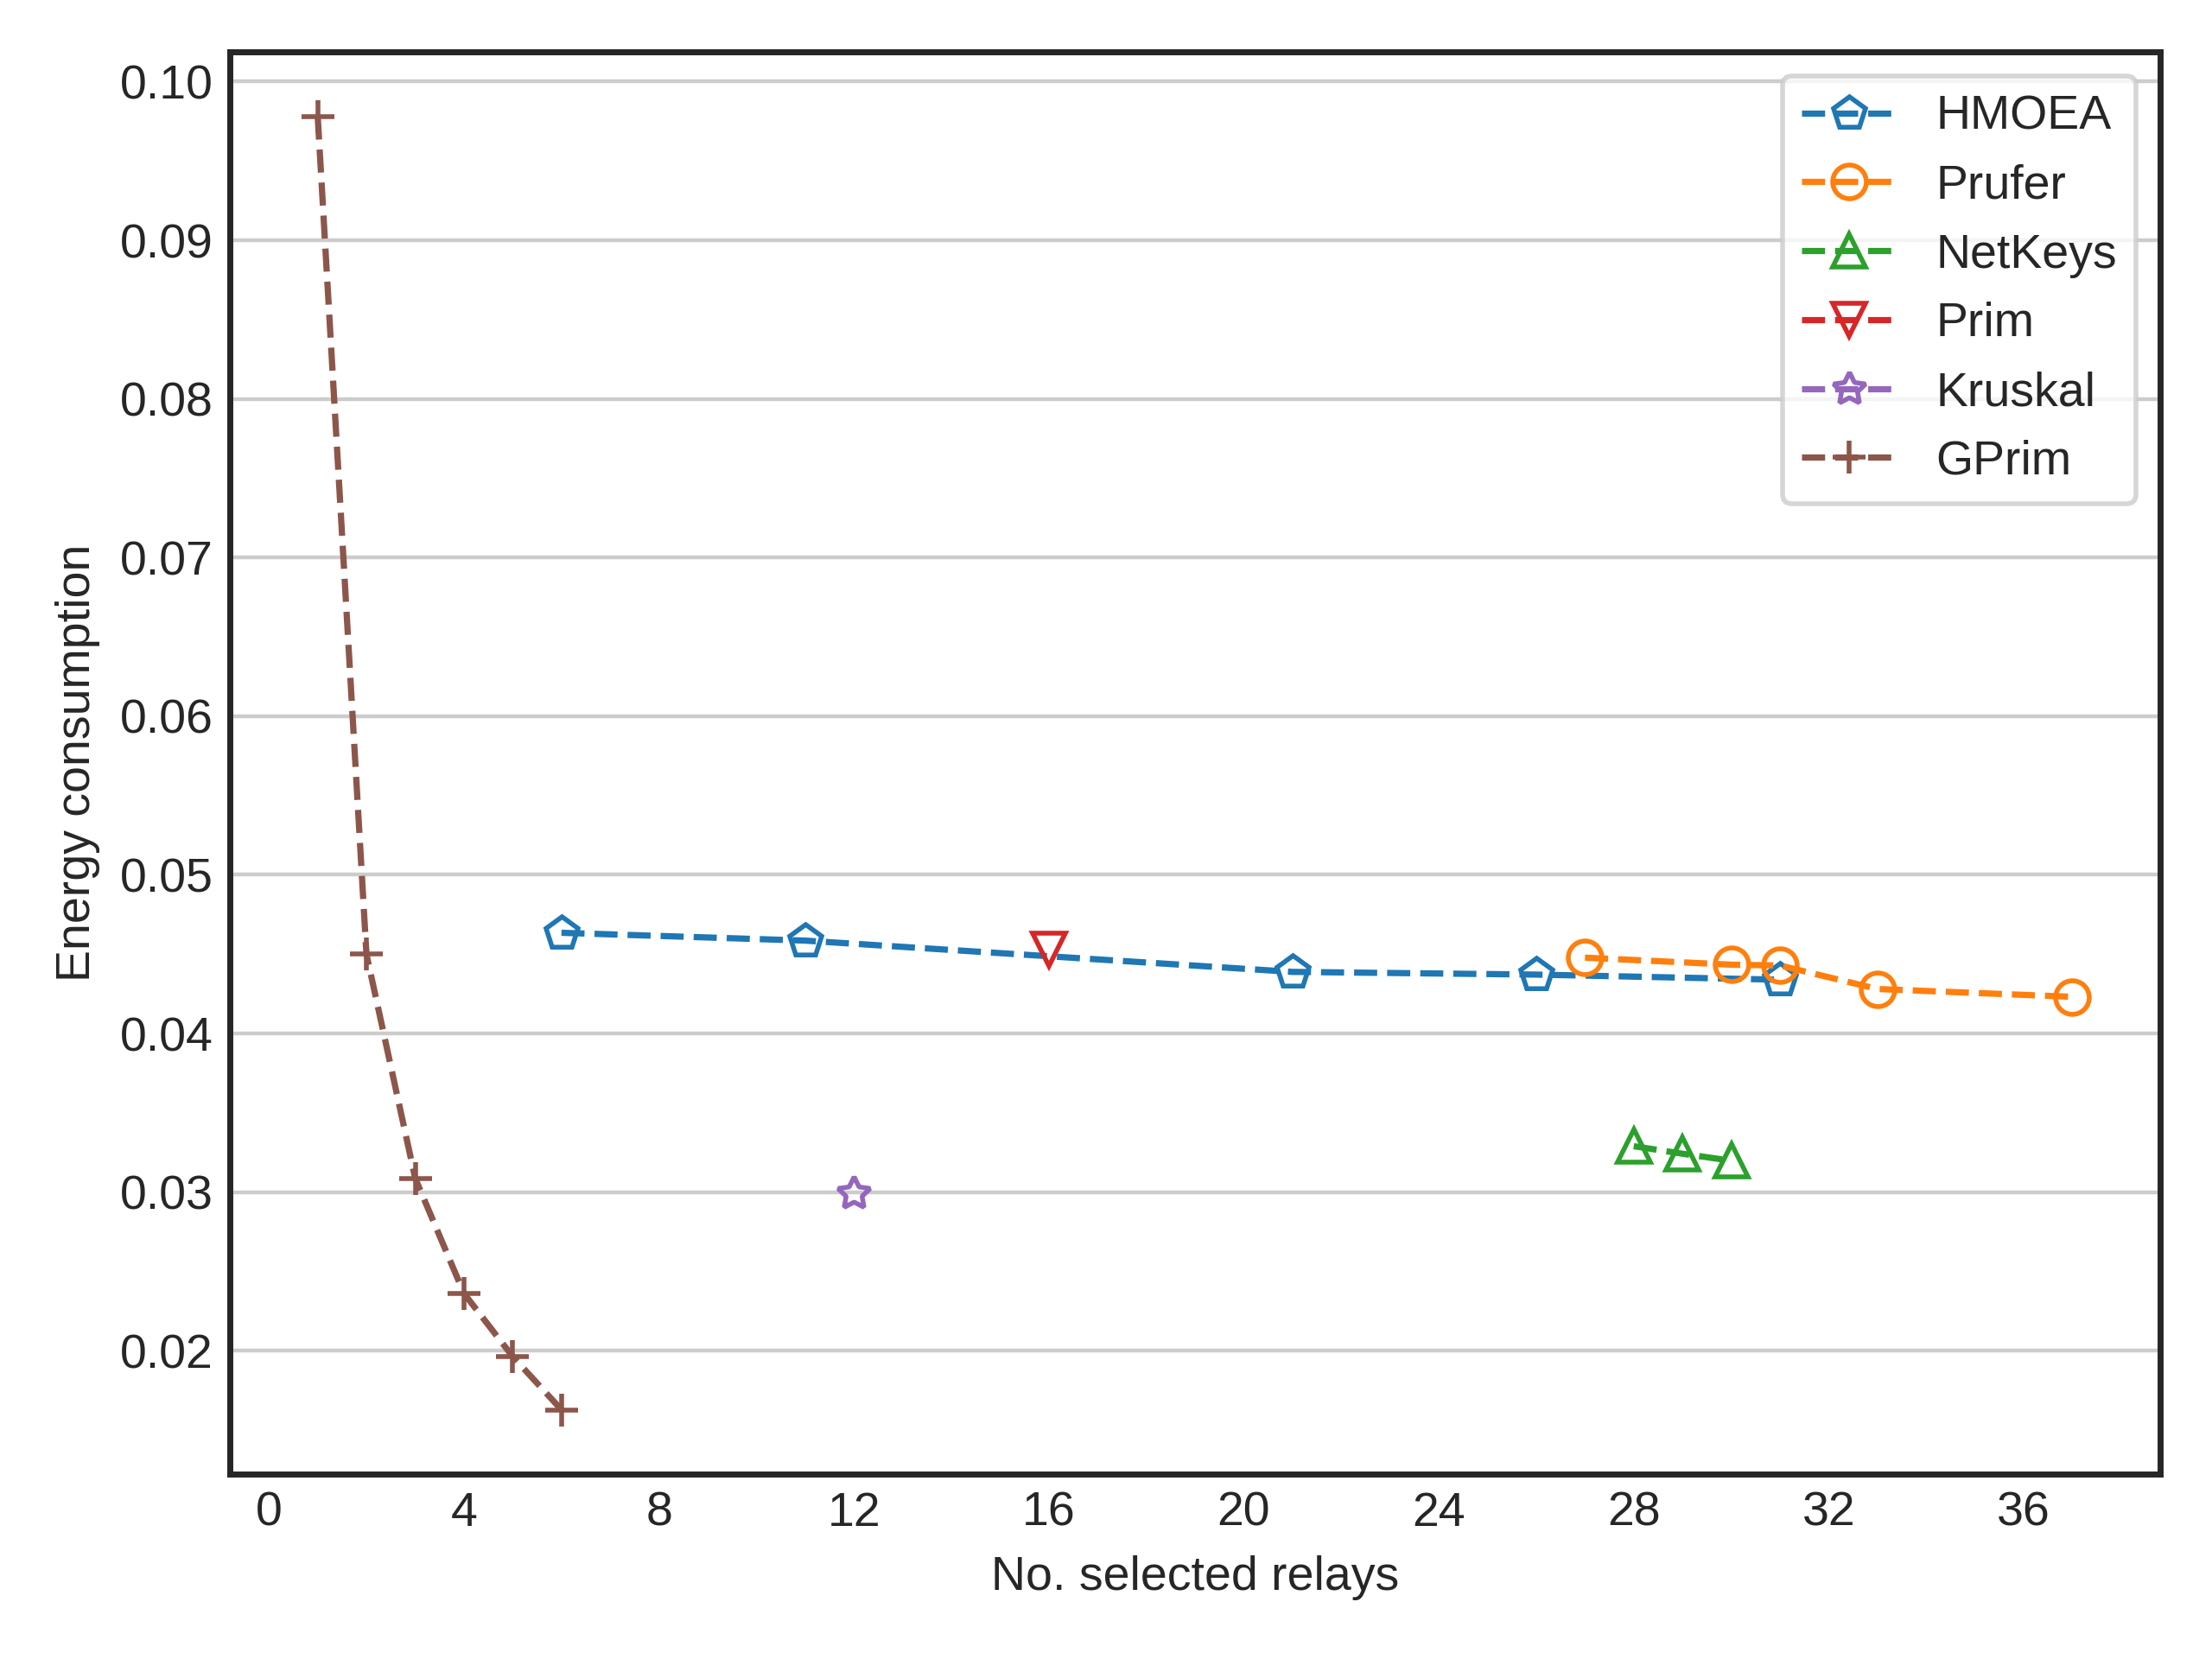 0.10
0.09
0.08
0.07
0.06
0.05
0.04
0.03
0.02
Energy consumption
0 4 8 12 16 20 24 28 32 36
No. selected relays
HMOEA
Prufer
NetKeys
Prim
Kruskal
GPrim